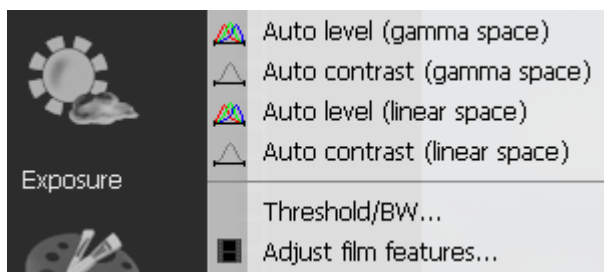 Auto level (gamma space)
Auto contrast (gamma space)
Auto level (linear space)
Auto contrast (linear space)
Exposure
Threshold/BW...
Adjust film features...